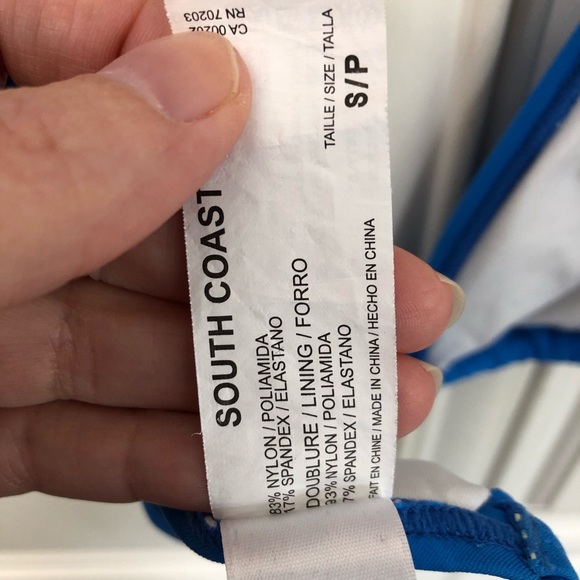 CA 00202
RN 70203
SOUTH COAST
83% NYLON / POLIAMIDA
17% SPANDEX / ELASTANO
DOUBLURE / LINING / FORRO
93% NYLON / POLIAMIDA
7% SPANDEX / ELASTANO
FAIT EN CHINE / MADE IN CHINA / HECHO EN CHINA
TAILLE / SIZE / TALLA
S/P